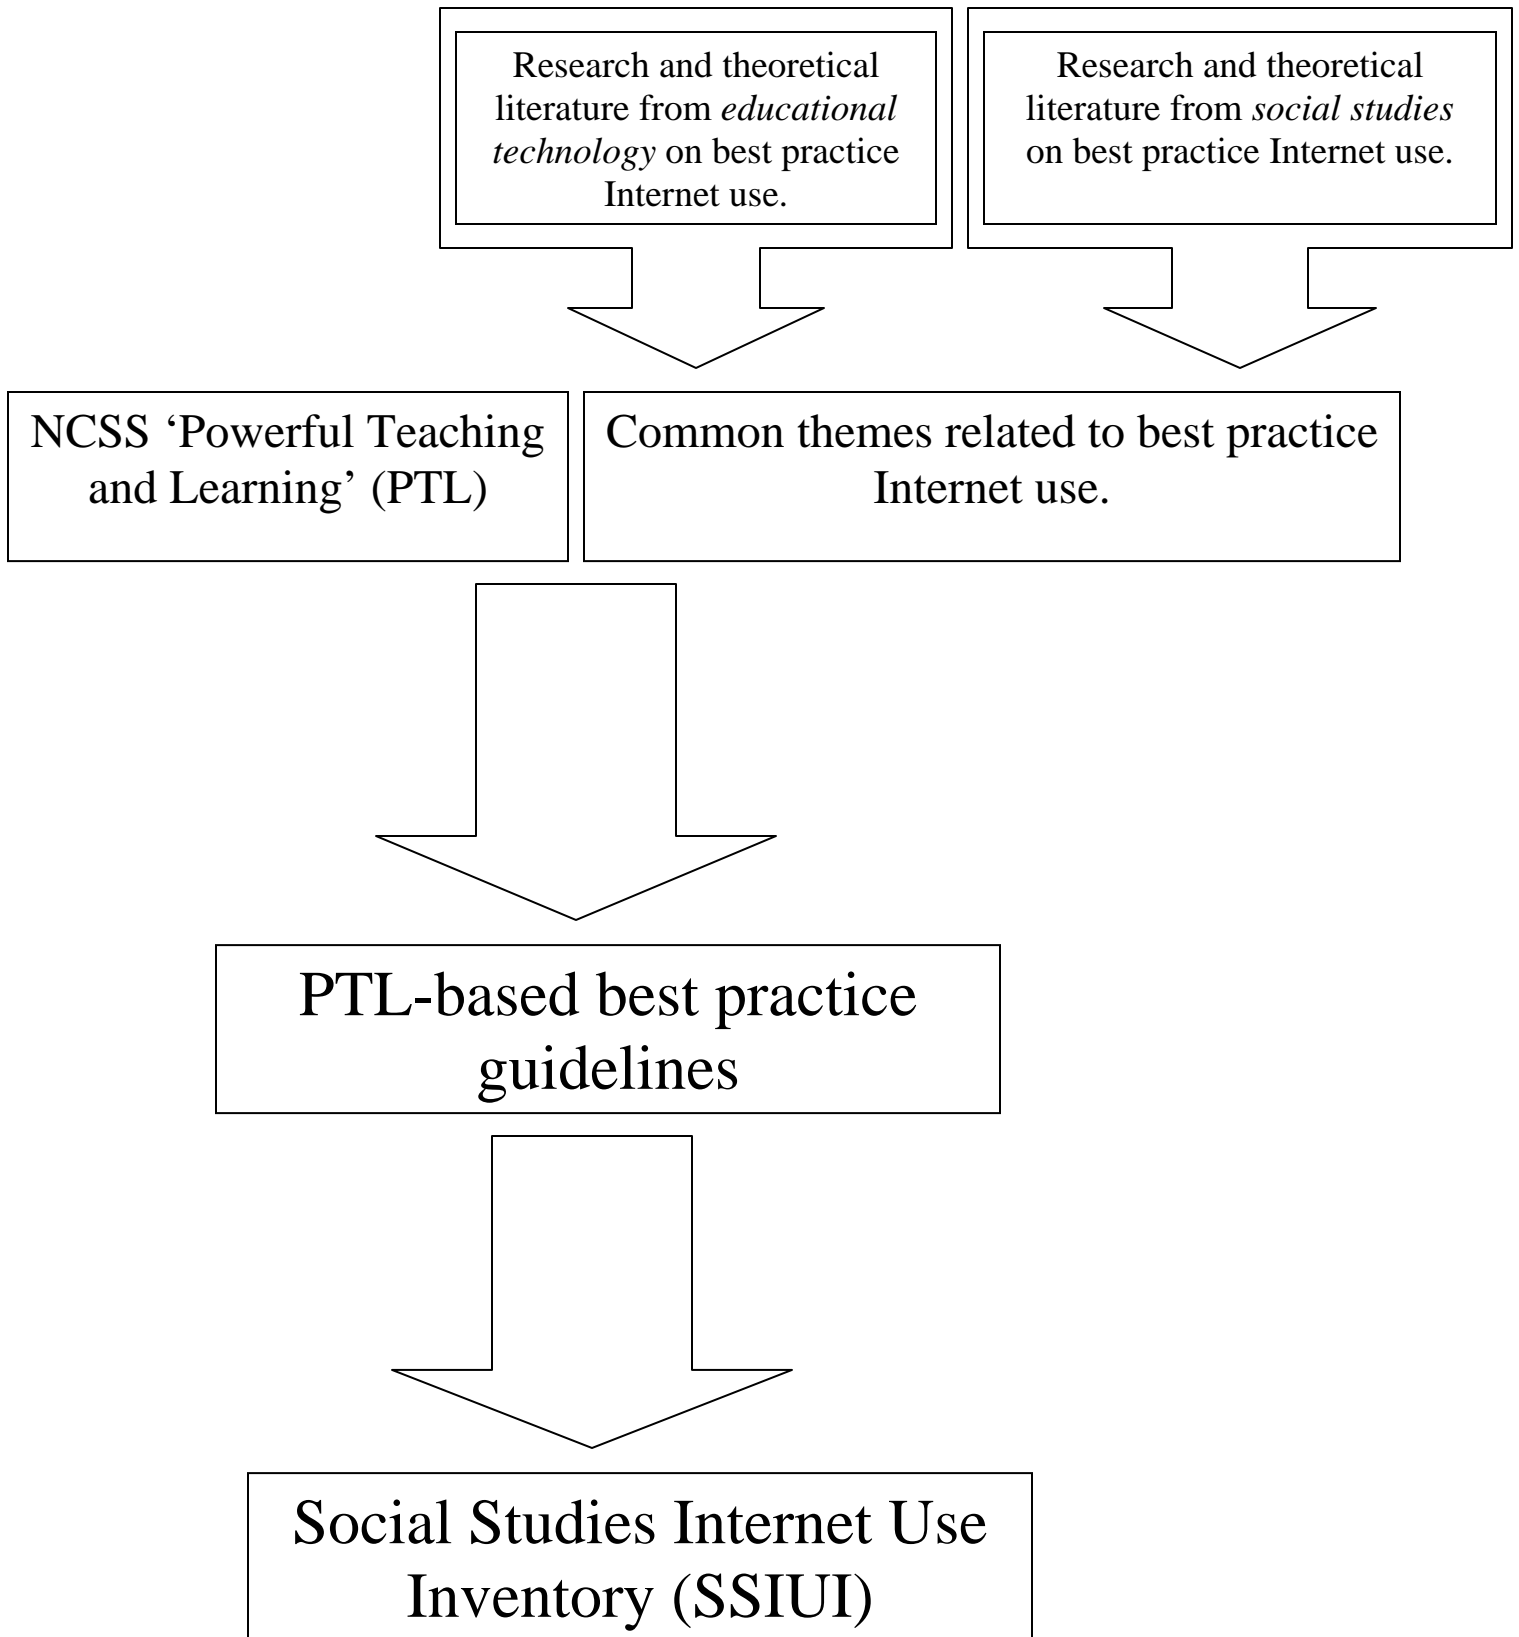 Research and theoretical
literature from educational
technology on best practice
Internet use.
Research and theoretical
literature from social studies
on best practice Internet use.
NCSS ‘Powerful Teaching
and Learning’ (PTL)
Common themes related to best practice
Internet use.
PTL-based best practice
guidelines
Social Studies Internet Use
Inventory (SSIUI)